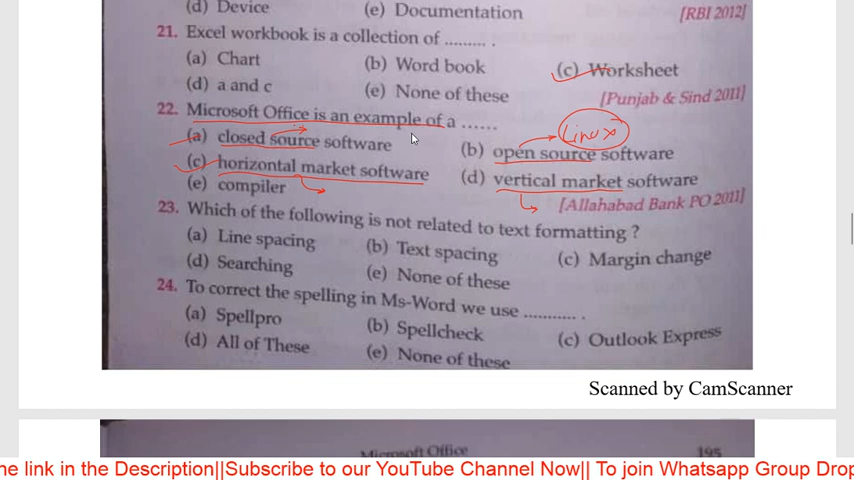 (d) Device (e) Documentation [RBI 2012]
21. Excel workbook is a collection of ......... .
(a) Chart (b) Word book (c) Worksheet
(d) a and c (e) None of these [Punjab & Sind 2011]
22. Microsoft Office is an example of a ......
Linux
(a) closed source software (b) open source software
(c) horizontal market software (d) vertical market software
(e) compiler [Allahabad Bank PO 2011]
23. Which of the following is not related to text formatting ?
(a) Line spacing (b) Text spacing (c) Margin change
(d) Searching (e) None of these
24. To correct the spelling in Ms-Word we use ........... .
(a) Spellpro (b) Spellcheck (c) Outlook Express
(d) All of These (e) None of these
Scanned by CamScanner
Microsoft Office 195
he link in the Description||Subscribe to our YouTube Channel Now|| To join Whatsapp Group Drop